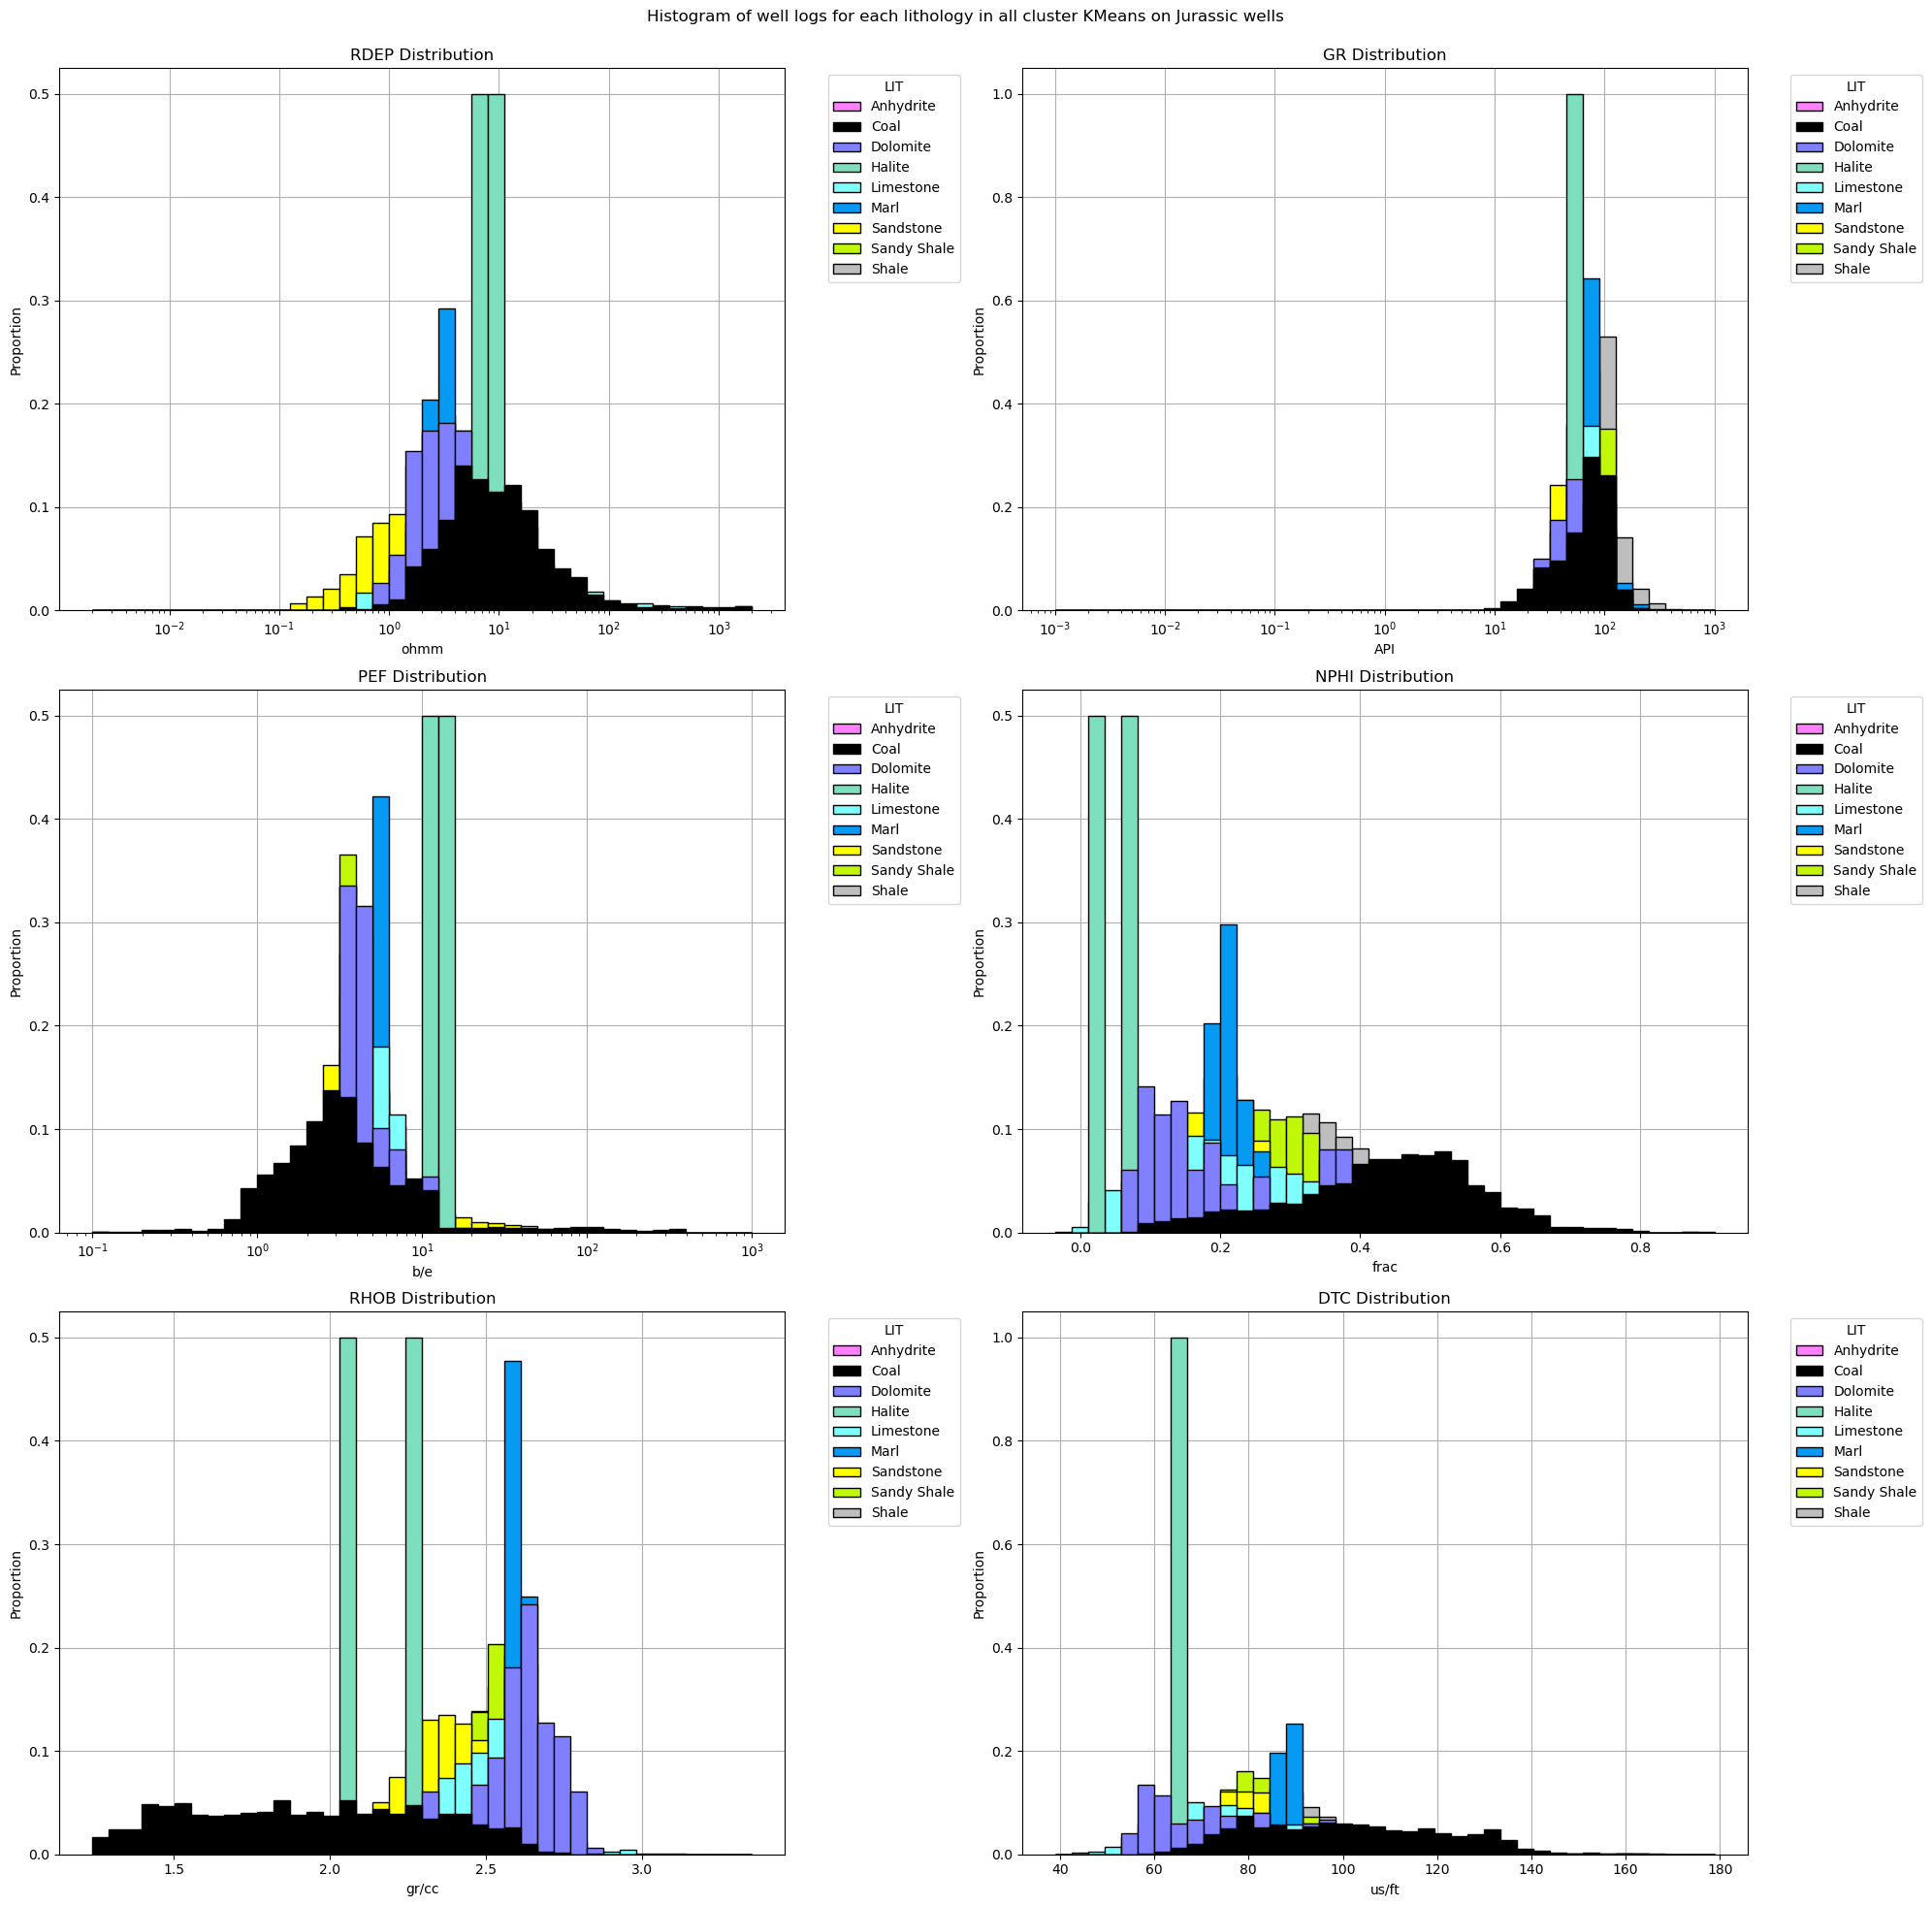 Histogram of well logs for each lithology in all cluster KMeans on Jurassic wells
RDEP Distribution
Proportion
0.5
0.4
0.3
0.2
0.1
0.0
10⁻² 10⁻¹ 10⁰ 10¹ 10² 10³
ohmm
LIT
Anhydrite
Coal
Dolomite
Halite
Limestone
Marl
Sandstone
Sandy Shale
Shale
GR Distribution
Proportion
1.0
0.8
0.6
0.4
0.2
0.0
10⁻³ 10⁻² 10⁻¹ 10⁰ 10¹ 10² 10³
API
LIT
Anhydrite
Coal
Dolomite
Halite
Limestone
Marl
Sandstone
Sandy Shale
Shale
PEF Distribution
Proportion
0.5
0.4
0.3
0.2
0.1
0.0
10⁻¹ 10⁰ 10¹ 10² 10³
b/e
LIT
Anhydrite
Coal
Dolomite
Halite
Limestone
Marl
Sandstone
Sandy Shale
Shale
NPHI Distribution
Proportion
0.5
0.4
0.3
0.2
0.1
0.0
0.0 0.2 0.4 0.6 0.8
frac
LIT
Anhydrite
Coal
Dolomite
Halite
Limestone
Marl
Sandstone
Sandy Shale
Shale
RHOB Distribution
Proportion
0.5
0.4
0.3
0.2
0.1
0.0
1.5 2.0 2.5 3.0
gr/cc
LIT
Anhydrite
Coal
Dolomite
Halite
Limestone
Marl
Sandstone
Sandy Shale
Shale
DTC Distribution
Proportion
1.0
0.8
0.6
0.4
0.2
0.0
40 60 80 100 120 140 160 180
us/ft
LIT
Anhydrite
Coal
Dolomite
Halite
Limestone
Marl
Sandstone
Sandy Shale
Shale